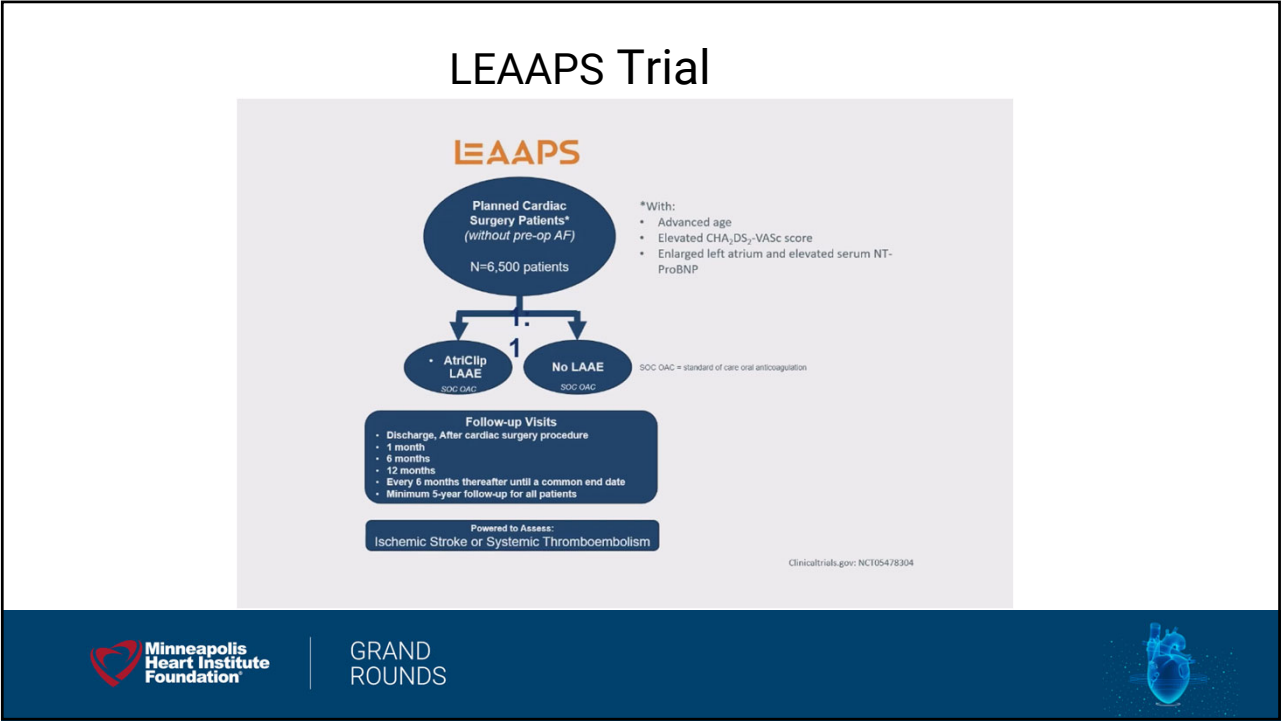 LEAAPS Trial
LEAAPS
Planned Cardiac
Surgery Patients*
(without pre-op AF)
N=6,500 patients
*With:
• Advanced age
• Elevated CHA₂DS₂-VASc score
• Enlarged left atrium and elevated serum NT-
ProBNP
1:
1
• AtriClip
LAAE
SOC OAC
No LAAE
SOC OAC
SOC OAC = standard of care oral anticoagulation
Follow-up Visits
• Discharge, After cardiac surgery procedure
• 1 month
• 6 months
• 12 months
• Every 6 months thereafter until a common end date
• Minimum 5-year follow-up for all patients
Powered to Assess:
Ischemic Stroke or Systemic Thromboembolism
Clinicaltrials.gov: NCT05478304
Minneapolis
Heart Institute
Foundation®
GRAND
ROUNDS